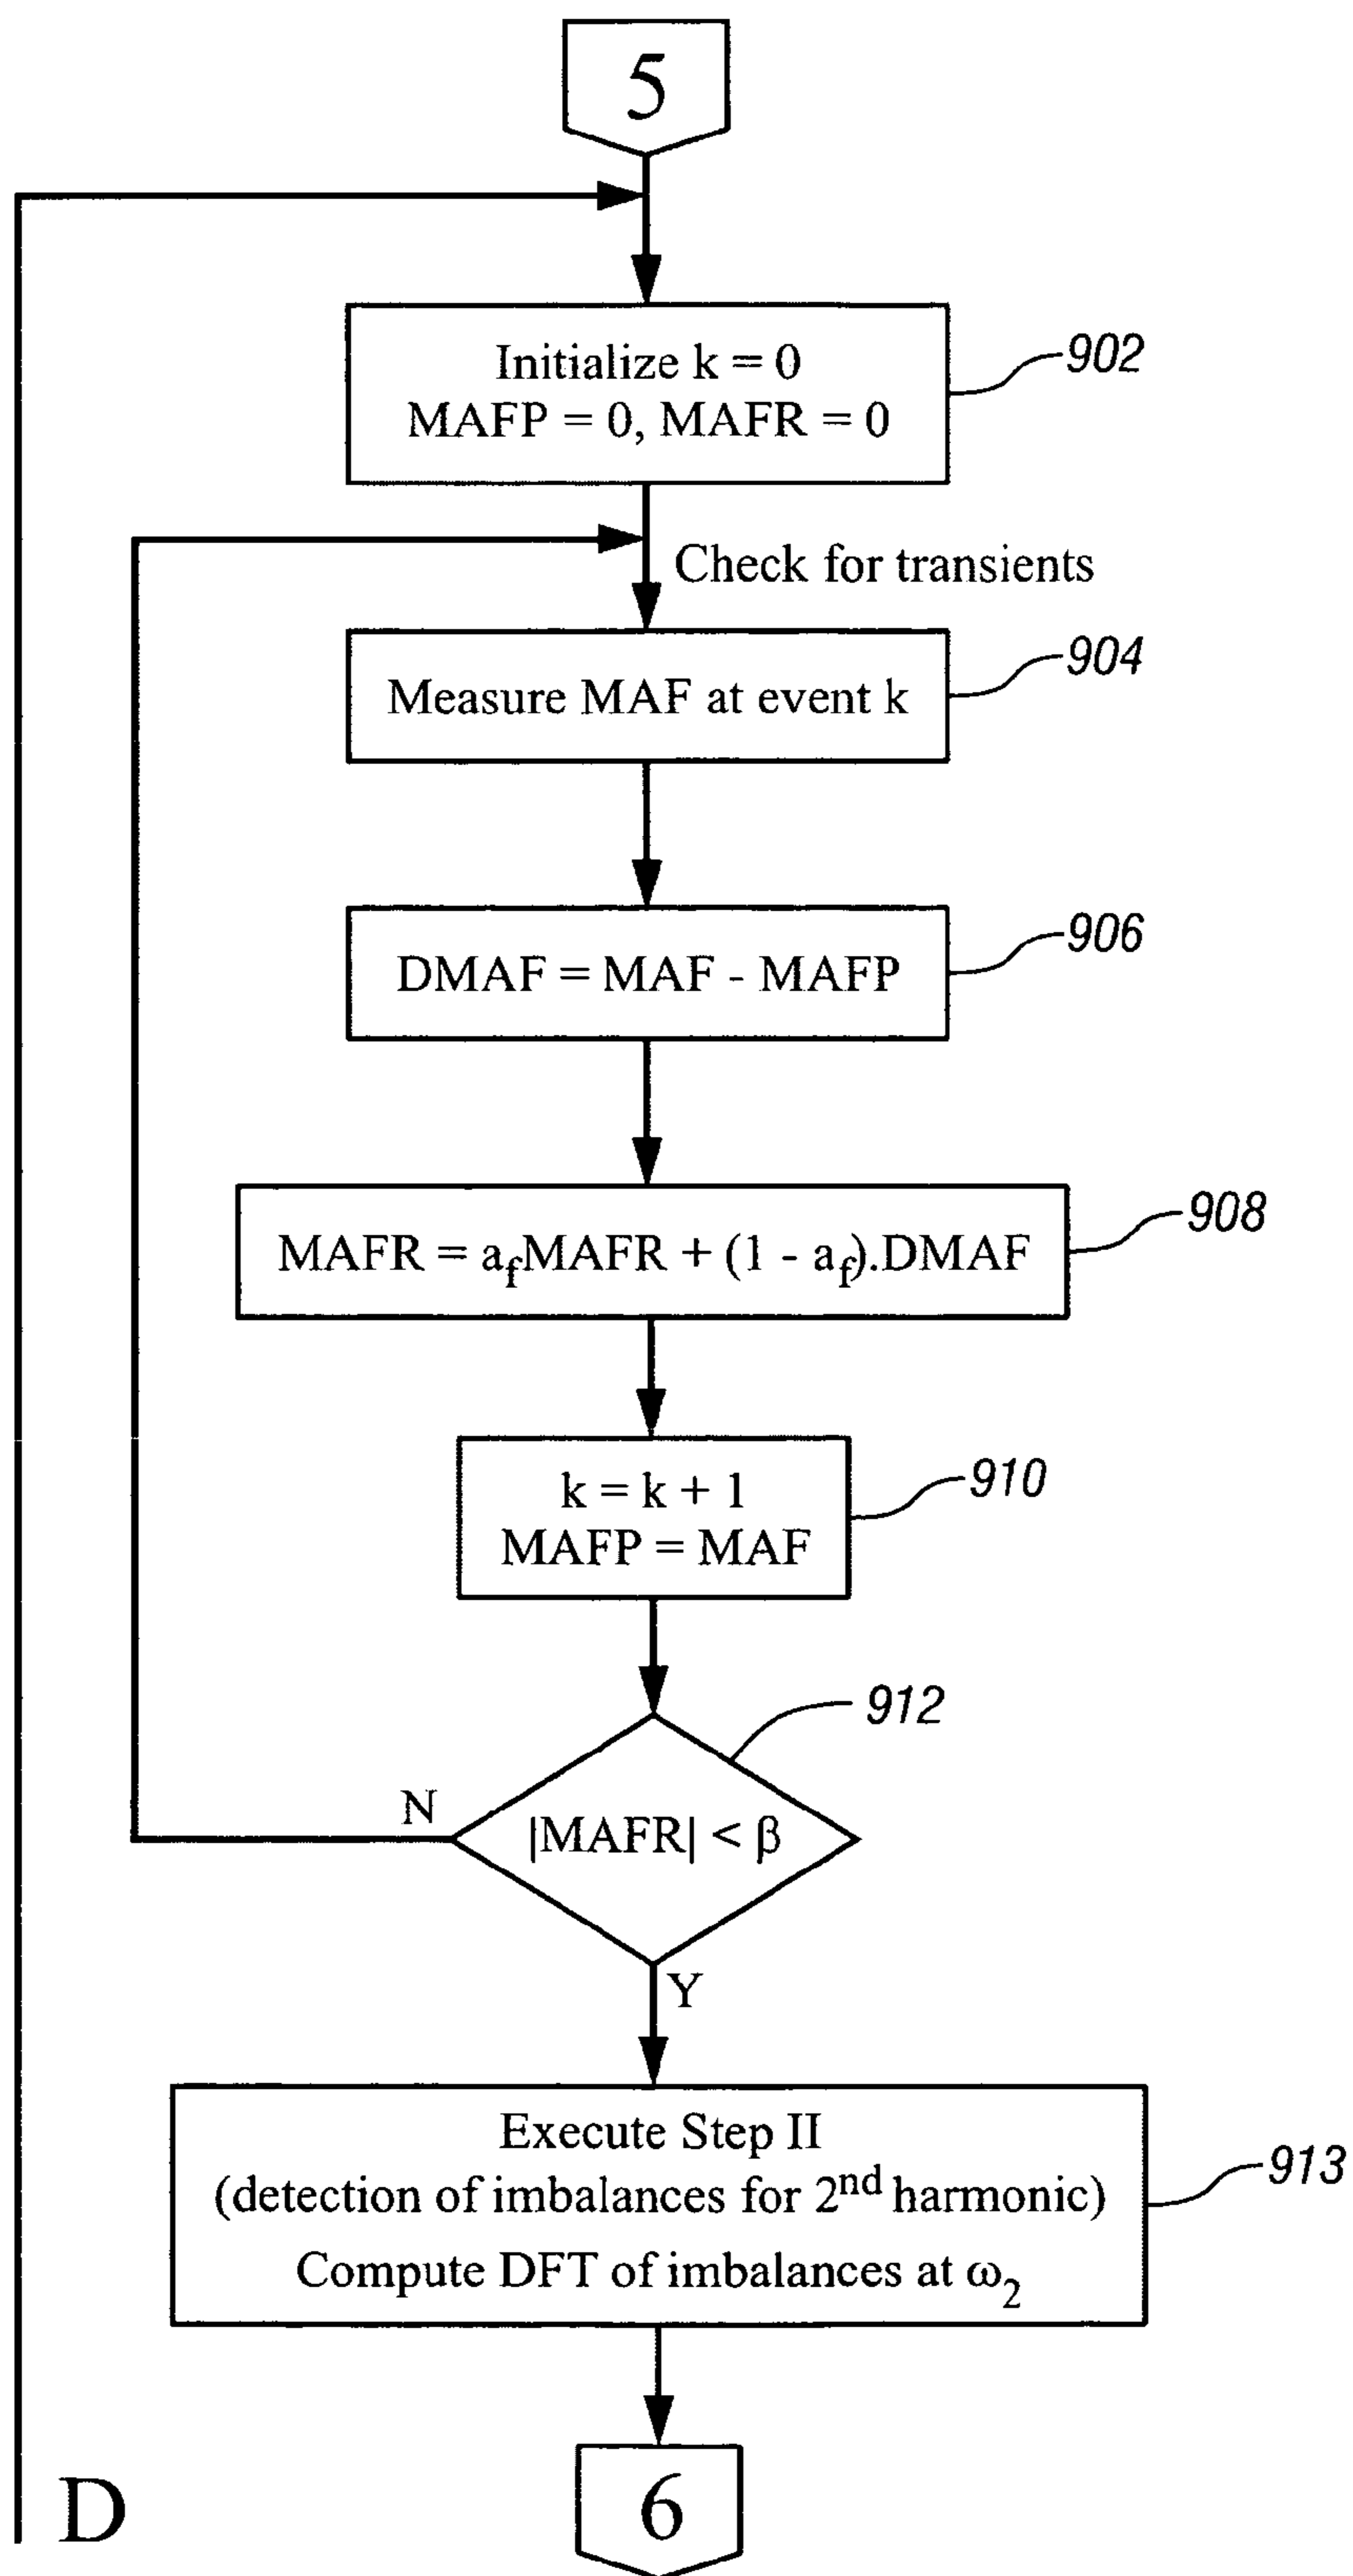 5
Initialize k = 0
MAFP = 0, MAFR = 0
902
Check for transients
Measure MAF at event k
904
DMAF = MAF - MAFP
906
MAFR = a_fMAFR + (1 - a_f).DMAF
908
k = k + 1
MAFP = MAF
910
912
N
|MAFR| < β
Y
Execute Step II
(detection of imbalances for 2nd harmonic)
Compute DFT of imbalances at ω₂
913
D
6